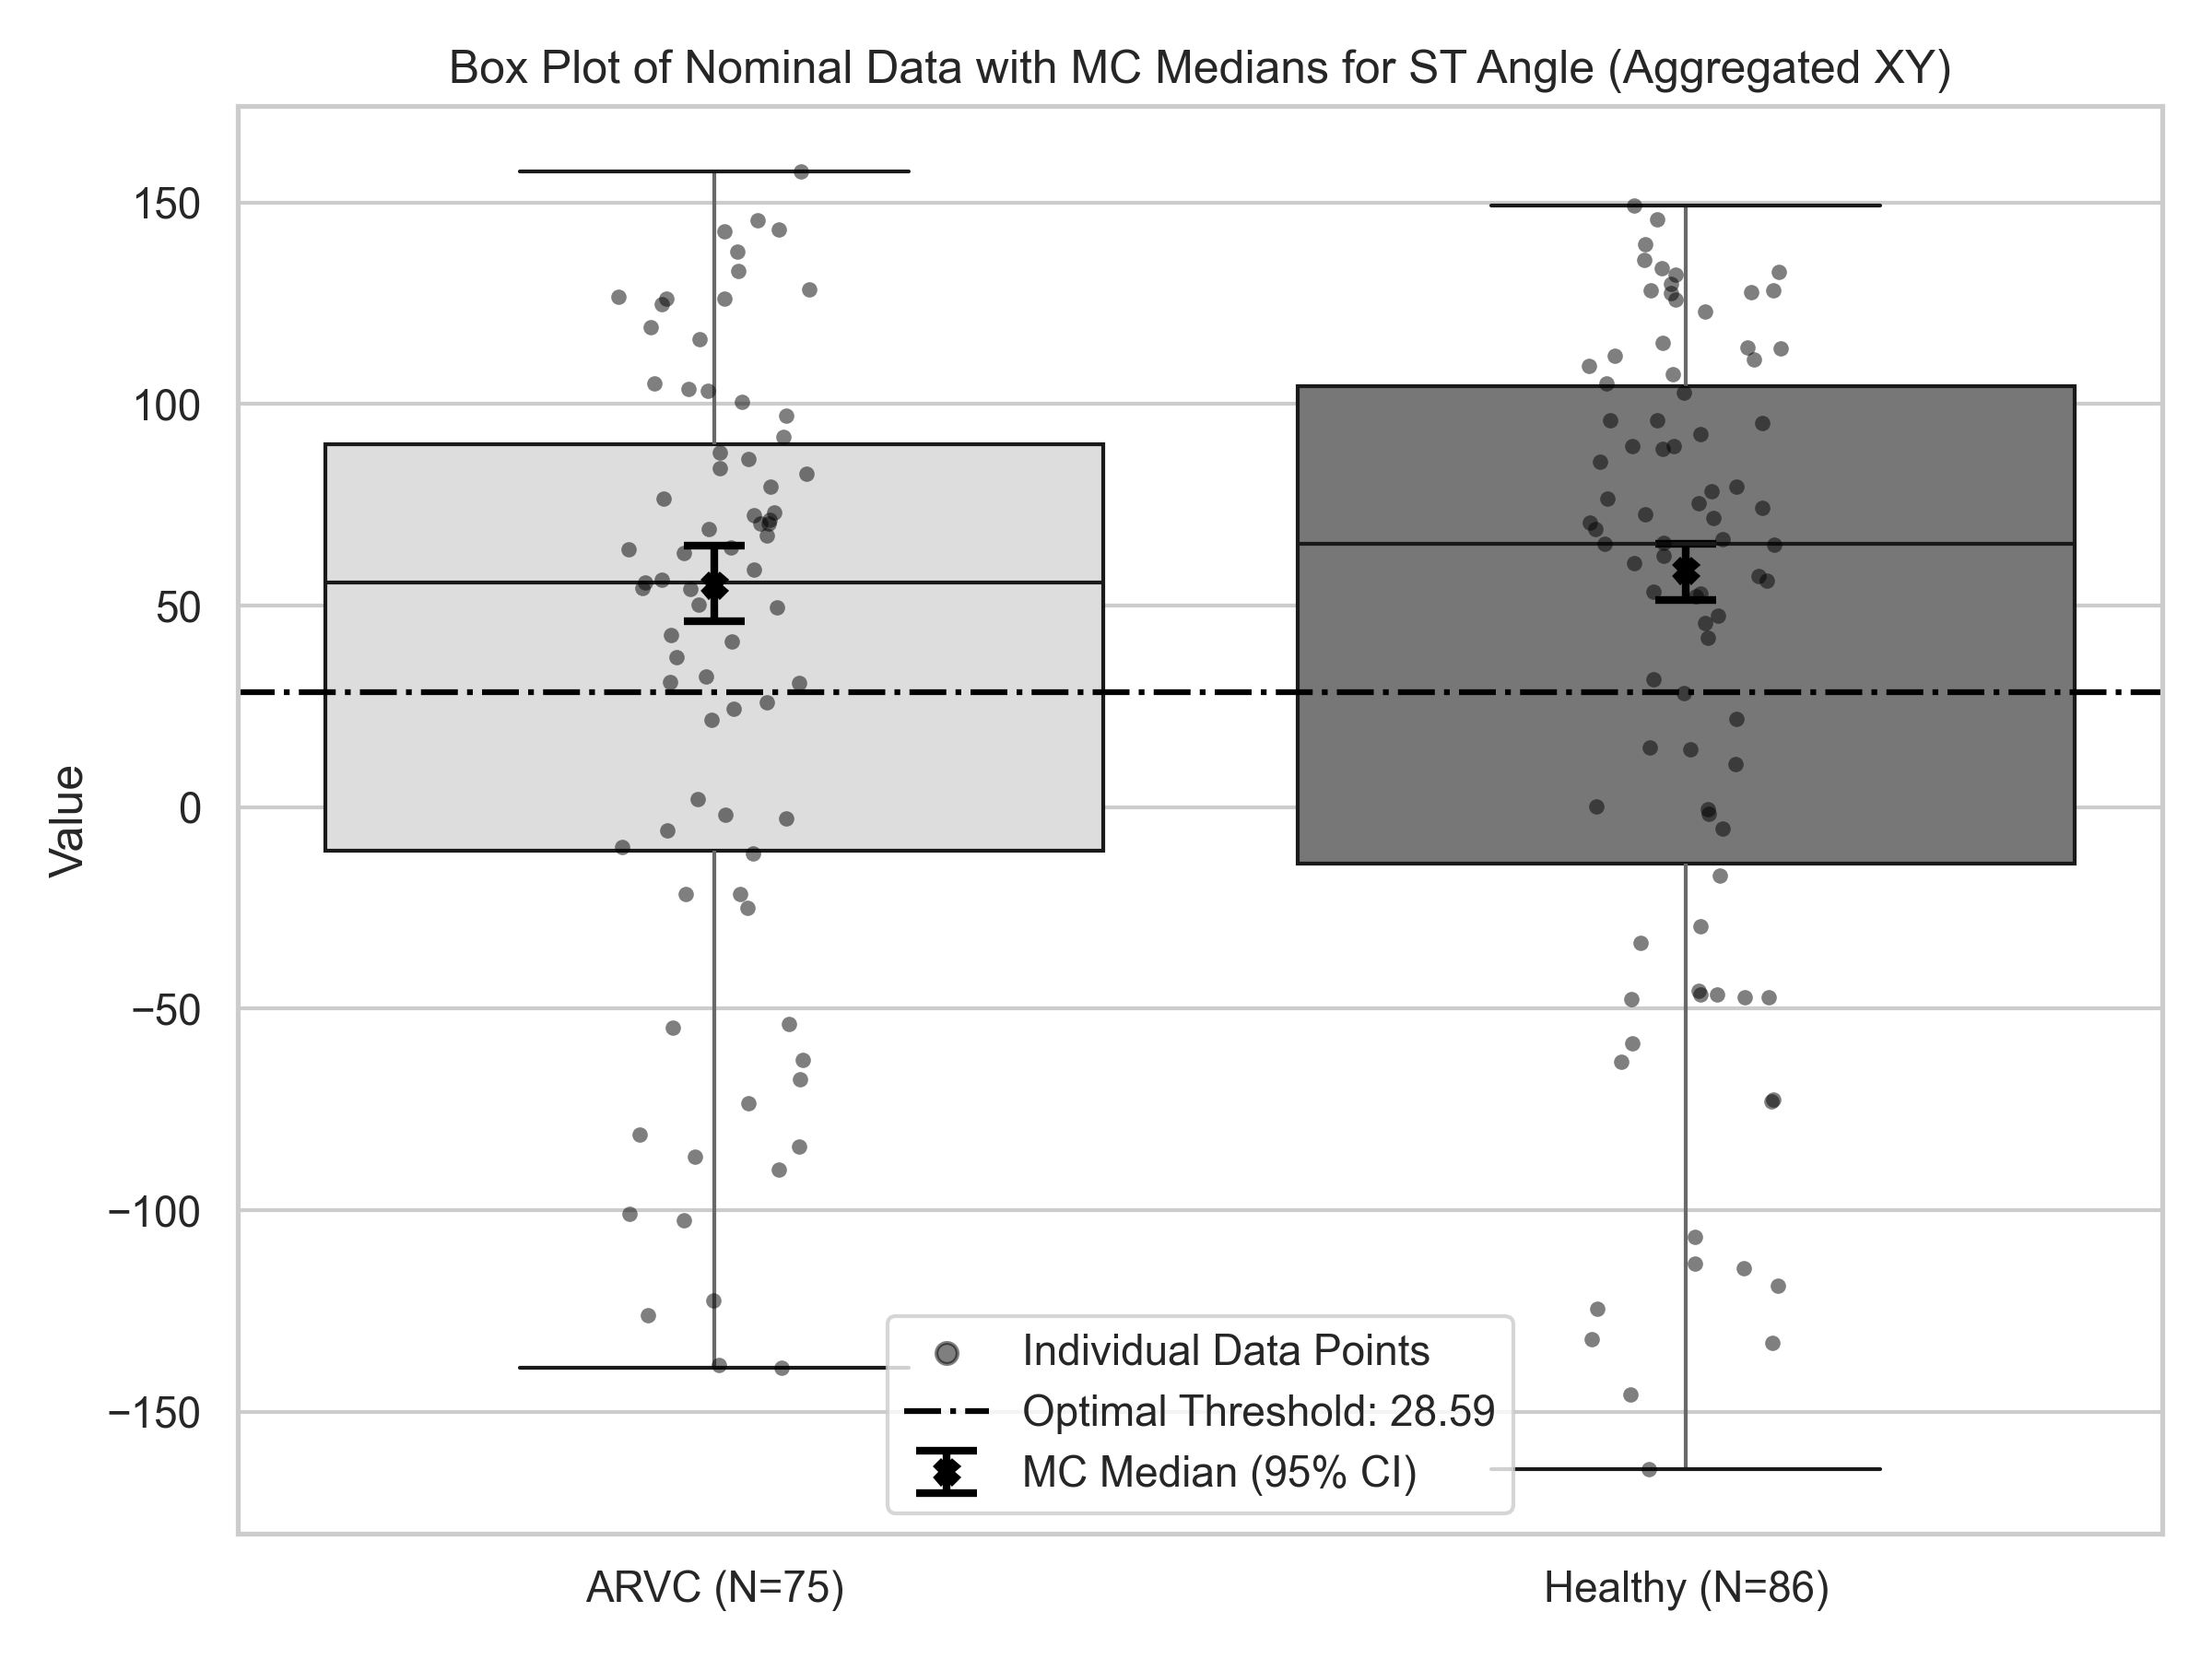 Box Plot of Nominal Data with MC Medians for ST Angle (Aggregated XY)
Value
150
100
50
0
−50
−100
−150
Individual Data Points
Optimal Threshold: 28.59
MC Median (95% CI)
ARVC (N=75)
Healthy (N=86)